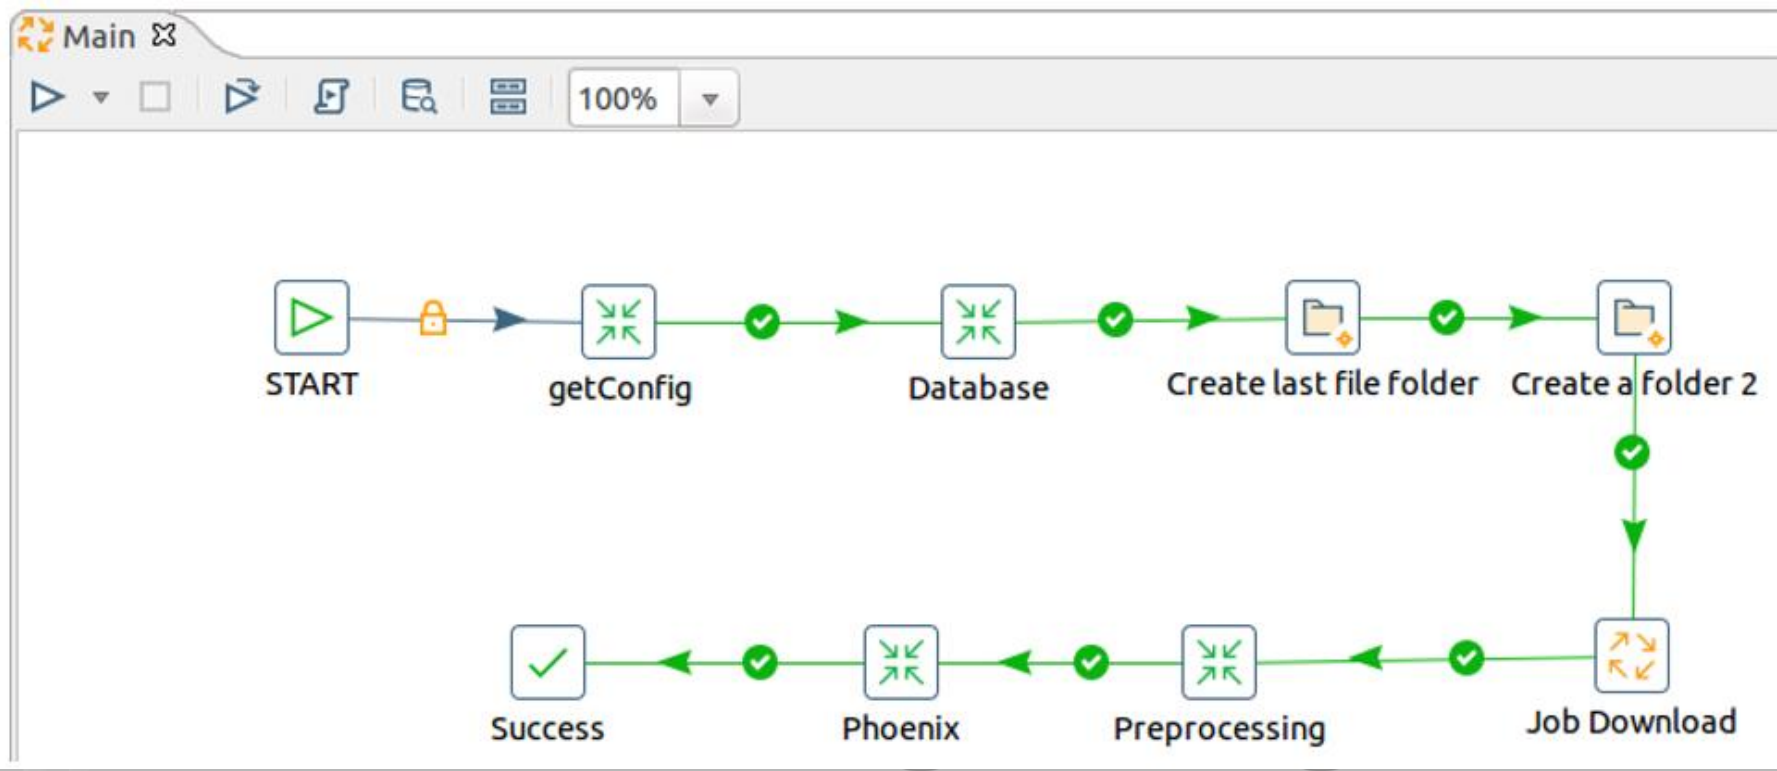 Main
100%
START
getConfig
Database
Create last file folder
Create a folder 2
Success
Phoenix
Preprocessing
Job Download